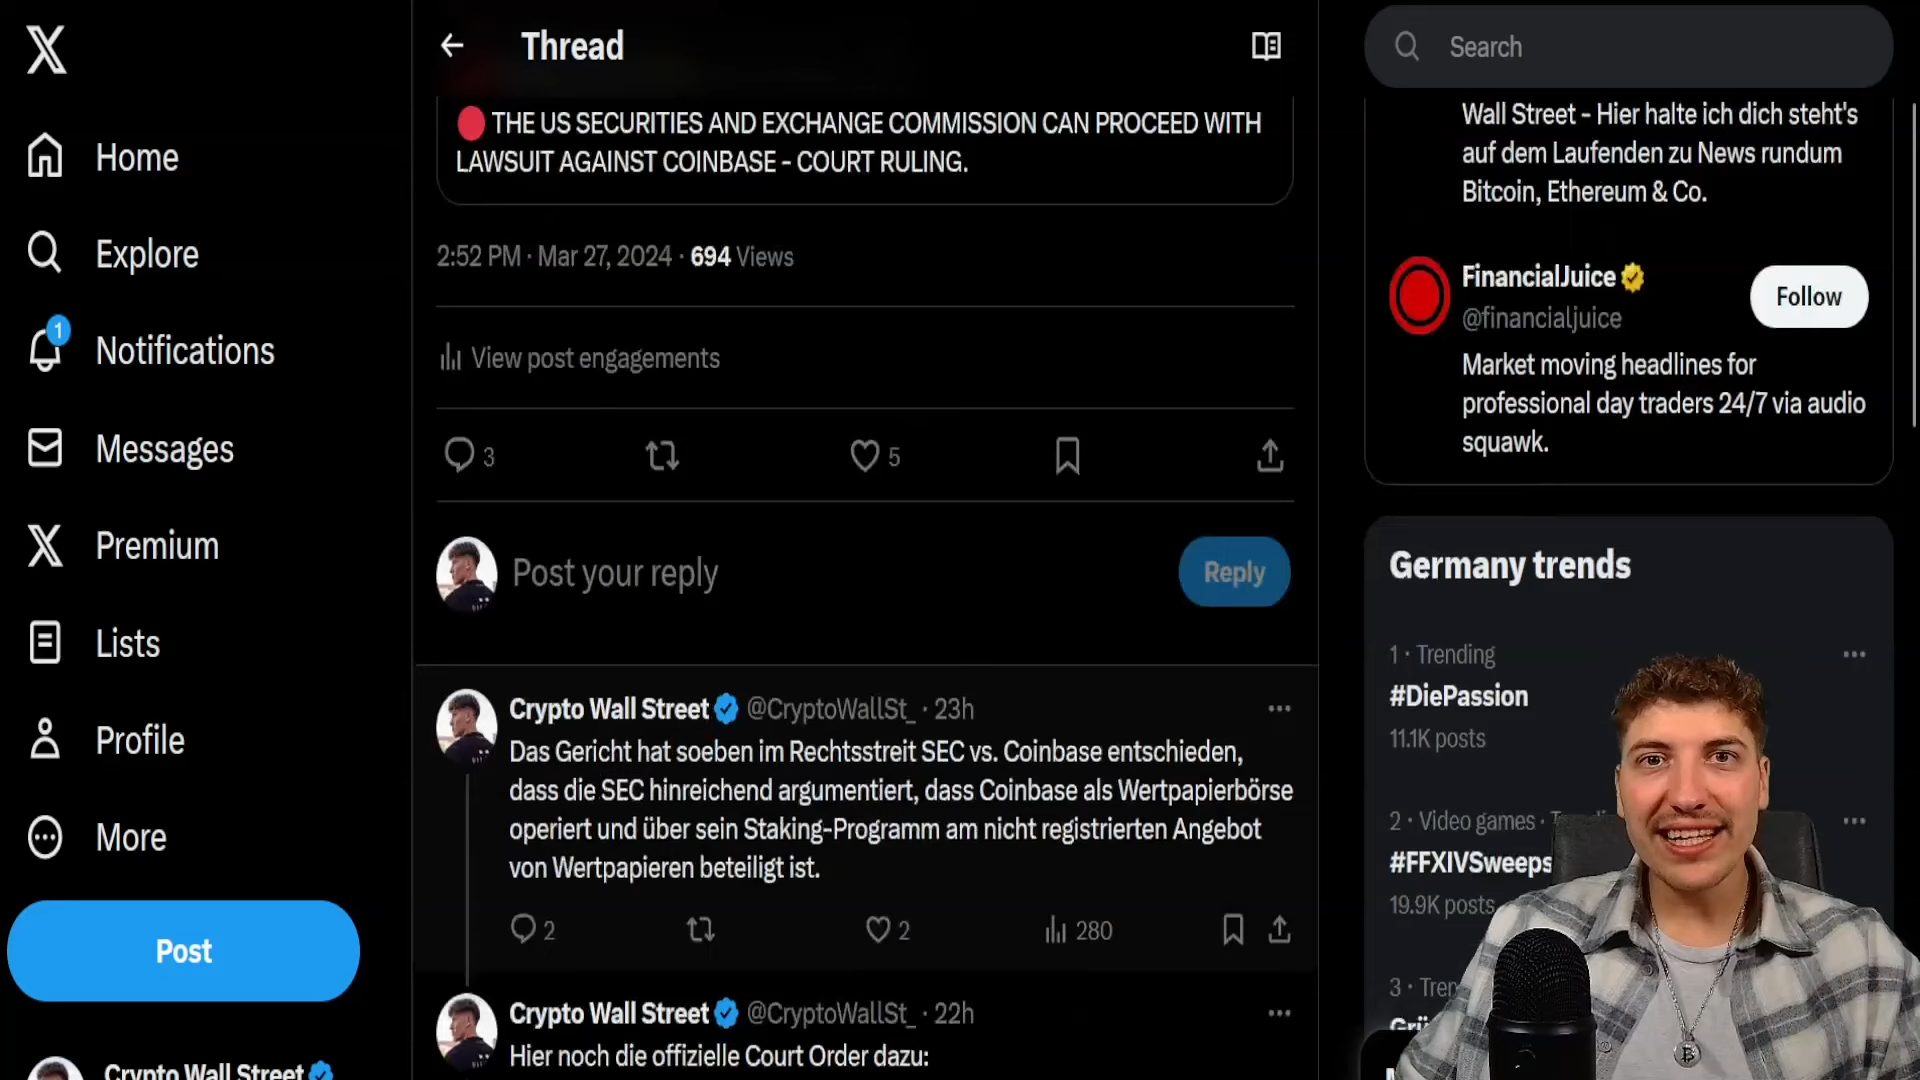 Home
Explore
1
Notifications
Messages
Premium
Lists
Profile
More
Post
Crypto Wall Street
Thread
THE US SECURITIES AND EXCHANGE COMMISSION CAN PROCEED WITH
LAWSUIT AGAINST COINBASE - COURT RULING.
2:52 PM · Mar 27, 2024 · 694 Views
View post engagements
3
5
Post your reply
Reply
Crypto Wall Street @CryptoWallSt_ · 23h
Das Gericht hat soeben im Rechtsstreit SEC vs. Coinbase entschieden,
dass die SEC hinreichend argumentiert, dass Coinbase als Wertpapierbörse
operiert und über sein Staking-Programm am nicht registrierten Angebot
von Wertpapieren beteiligt ist.
2
2
280
Crypto Wall Street @CryptoWallSt_ · 22h
Hier noch die offizielle Court Order dazu:
Search
Wall Street - Hier halte ich dich steht's
auf dem Laufenden zu News rundum
Bitcoin, Ethereum & Co.
FinancialJuice
@financialjuice
Follow
Market moving headlines for
professional day traders 24/7 via audio
squawk.
Germany trends
1 · Trending
#DiePassion
11.1K posts
2 · Video games ·
#FFXIVSweeps
19.9K posts
3 ·